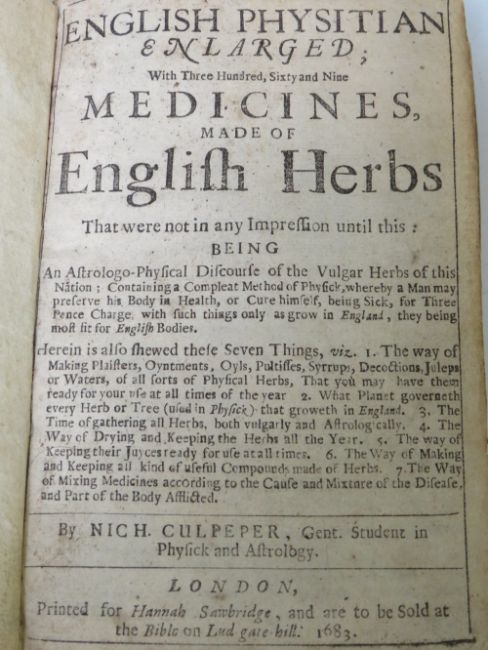 ENGLISH PHYSITIAN
ENLARGED;
With Three Hundred, Sixty and Nine
MEDICINES,
MADE OF
Engliſh Herbs
That were not in any Impreſſion until this:
BEING
An Aſtrologo-Phyſical Diſcourſe of the Vulgar Herbs of this
Nation; Containing a Compleat Method of Phyſick, whereby a Man may
preſerve his Body in Health, or Cure himſelf, being Sick, for Three
Pence Charge, with ſuch things only as grow in England, they being
moſt fit for Engliſh Bodies.
Herein is alſo ſhewed theſe Seven Things, viz. 1. The way of
Making Plaiſters, Oyntments, Oyls, Pultiſſes, Syrrups, Decoctions, Juleps
or Waters, of all ſorts of Phyſical Herbs, That you may have them
ready for your uſe at all times of the year 2. What Planet governeth
every Herb or Tree (uſed in Phyſick) that groweth in England. 3. The
Time of gathering all Herbs, both vulgarly and Aſtrologically. 4. The
Way of Drying and Keeping the Herbs all the Year. 5. The way of
Keeping their Juyces ready for uſe at all times. 6. The Way of Making
and Keeping all kind of uſeful Compounds made of Herbs. 7. The Way
of Mixing Medicines according to the Cauſe and Mixture of the Diſeaſe,
and Part of the Body Afflicted.
By NICH. CULPEPER, Gent. Student in
Phyſick and Aſtrology.
LONDON,
Printed for Hannah Sawbridge, and are to be Sold at
the Bible on Lud gate-hill. 1683.